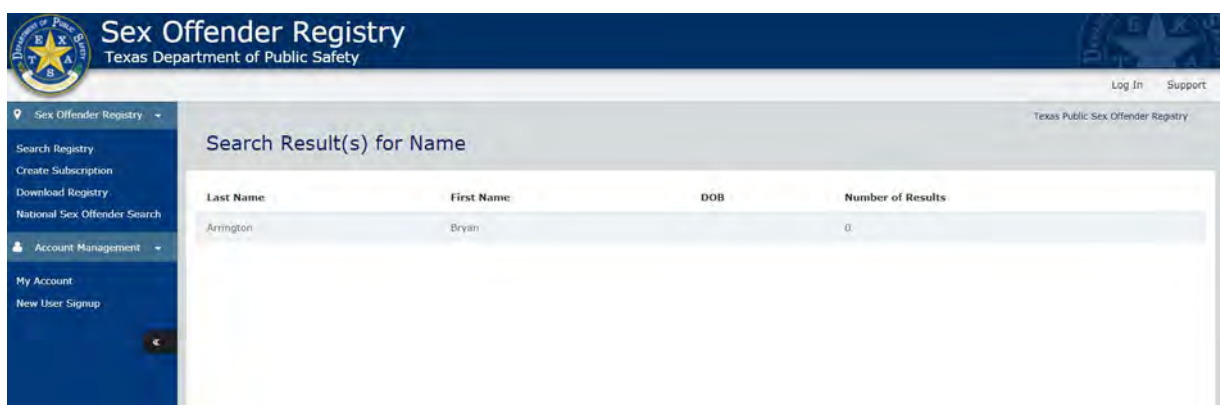 Sex Offender Registry
Texas Department of Public Safety
Log In Support
Sex Offender Registry
Texas Public Sex Offender Registry
Search Registry
Create Subscription
Download Registry
National Sex Offender Search
Account Management
My Account
New User Signup
Search Result(s) for Name
Last Name First Name DOB Number of Results
Arrington Bryan 0